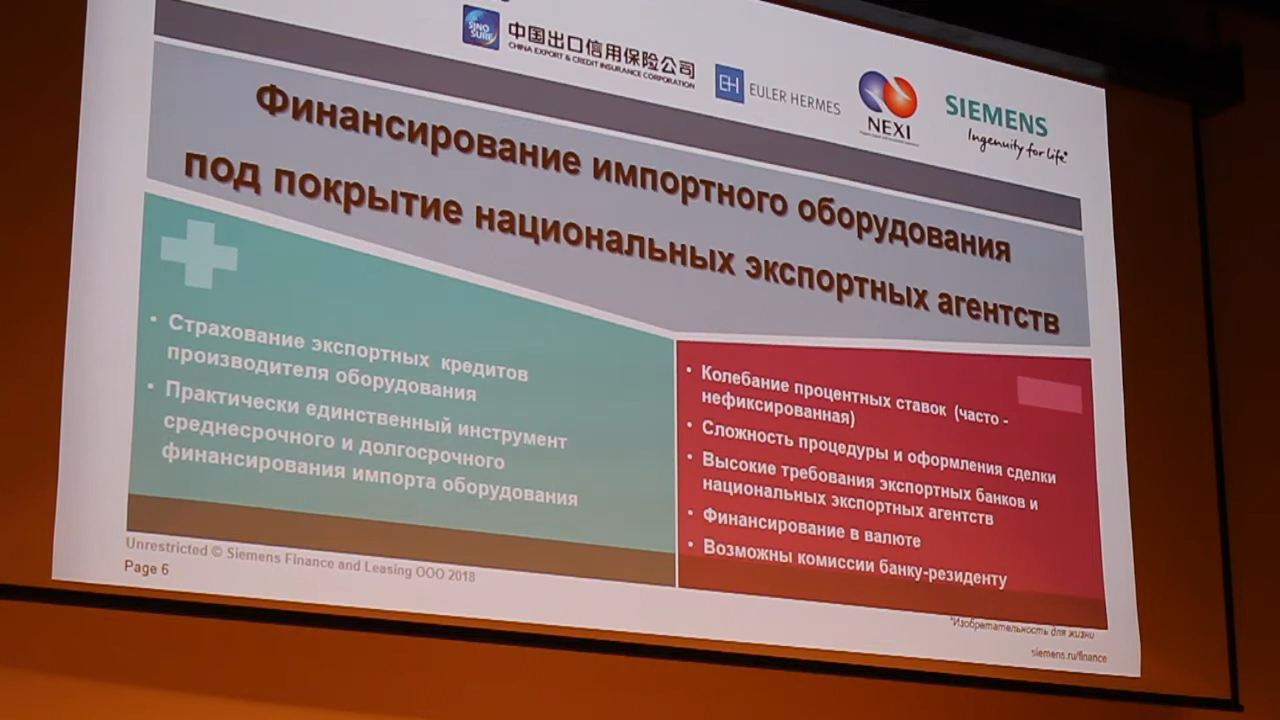 SINO
SURE
中国出口信用保险公司
CHINA EXPORT & CREDIT INSURANCE CORPORATION
EH EULER HERMES
NEXI
SIEMENS
Ingenuity for life*
Финансирование импортного оборудования
под покрытие национальных экспортных агентств
• Страхование экспортных кредитов
производителя оборудования
• Практически единственный инструмент
среднесрочного и долгосрочного
финансирования импорта оборудования
• Колебание процентных ставок (часто -
нефиксированная)
• Сложность процедуры и оформления сделки
• Высокие требования экспортных банков и
национальных экспортных агентств
• Финансирование в валюте
• Возможны комиссии банку-резиденту
Unrestricted © Siemens Finance and Leasing OOO 2018
Page 6
*Изобретательность для жизни
siemens.ru/finance